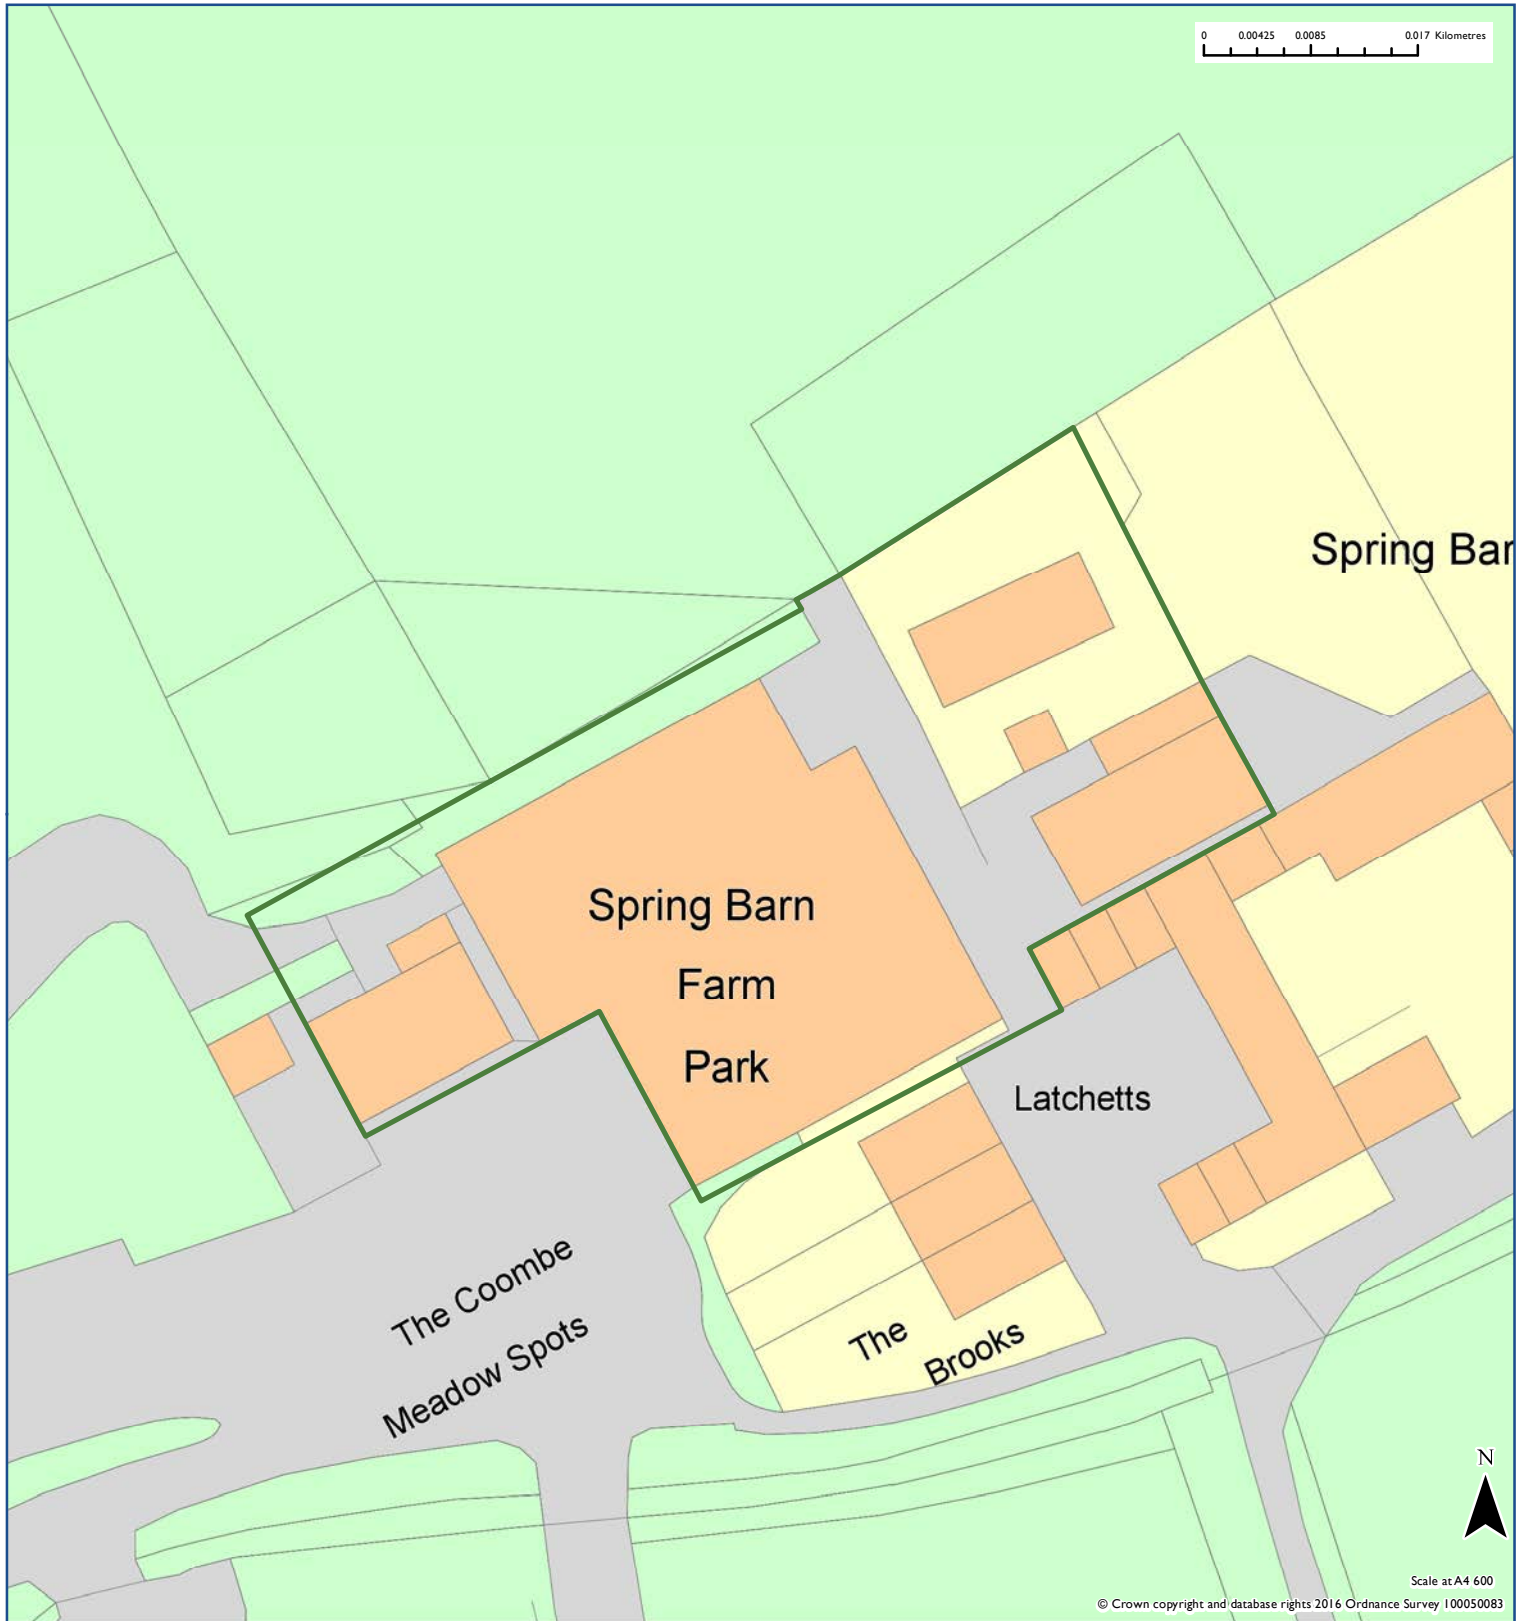 0 0.00425 0.0085 0.017 Kilometres
Spring Bar
Spring Barn
Farm
Park
Latchetts
The Coombe
Meadow Spots
The
Brooks
N
Scale at A4 600
© Crown copyright and database rights 2016 Ordnance Survey 100050083